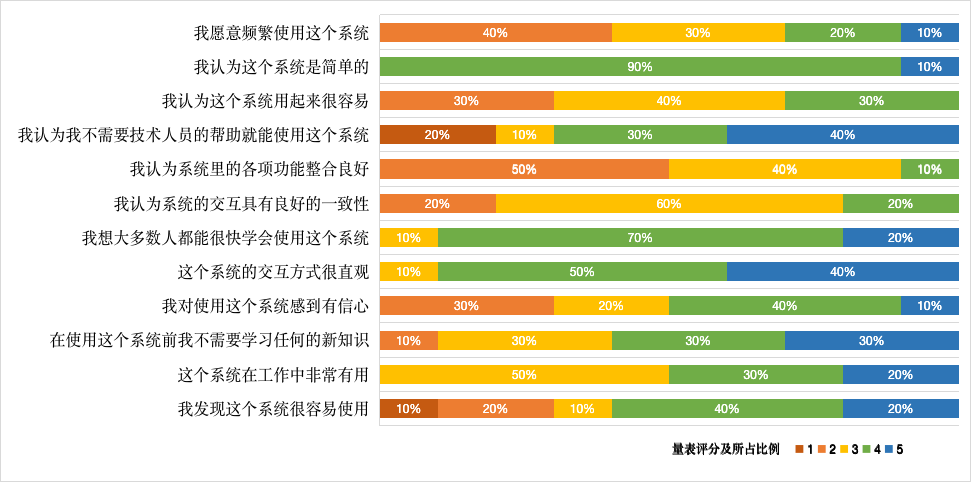 我愿意频繁使用这个系统 40% 30% 20% 10%
我认为这个系统是简单的 90% 10%
我认为这个系统用起来很容易 30% 40% 30%
我认为我不需要技术人员的帮助就能使用这个系统 20% 10% 30% 40%
我认为系统里的各项功能整合良好 50% 40% 10%
我认为系统的交互具有良好的一致性 20% 60% 20%
我想大多数人都能很快学会使用这个系统 10% 70% 20%
这个系统的交互方式很直观 10% 50% 40%
我对使用这个系统感到有信心 30% 20% 40% 10%
在使用这个系统前我不需要学习任何的新知识 10% 30% 30% 30%
这个系统在工作中非常有用 50% 30% 20%
我发现这个系统很容易使用 10% 20% 10% 40% 20%
量表评分及所占比例 1 2 3 4 5